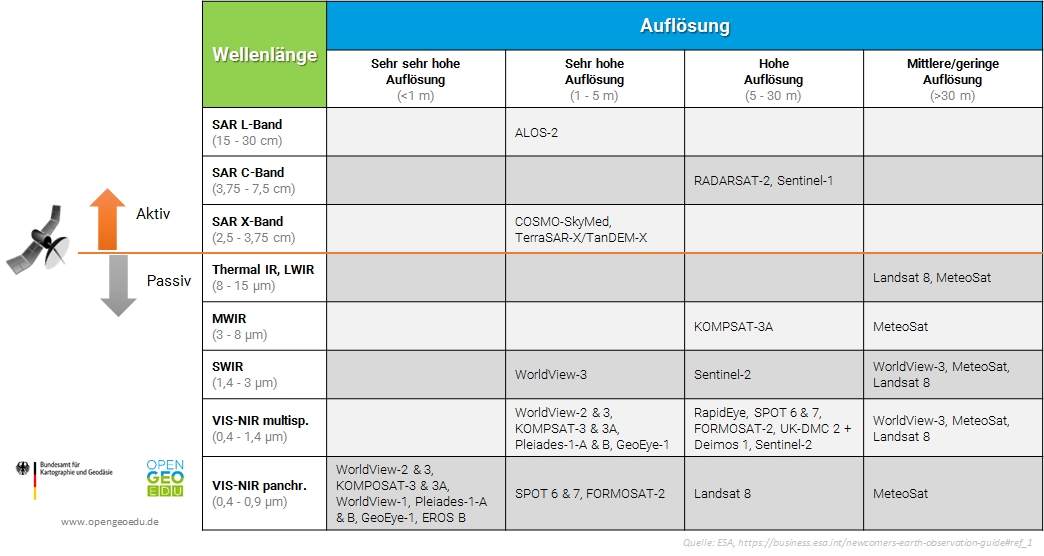 Wellenlänge
Auflösung
Sehr sehr hohe
Auflösung
(<1 m)
Sehr hohe
Auflösung
(1 - 5 m)
Hohe
Auflösung
(5 - 30 m)
Mittlere/geringe
Auflösung
(>30 m)
SAR L-Band
(15 - 30 cm)
ALOS-2
SAR C-Band
(3,75 - 7,5 cm)
RADARSAT-2, Sentinel-1
Aktiv
SAR X-Band
(2,5 - 3,75 cm)
COSMO-SkyMed,
TerraSAR-X/TanDEM-X
Passiv
Thermal IR, LWIR
(8 - 15 µm)
Landsat 8, MeteoSat
MWIR
(3 - 8 µm)
KOMPSAT-3A
MeteoSat
SWIR
(1,4 - 3 µm)
WorldView-3
Sentinel-2
WorldView-3, MeteoSat,
Landsat 8
VIS-NIR multisp.
(0,4 - 1,4 µm)
WorldView-2 & 3,
KOMPSAT-3 & 3A,
Pleiades-1-A & B, GeoEye-1
RapidEye, SPOT 6 & 7,
FORMOSAT-2, UK-DMC 2 +
Deimos 1, Sentinel-2
WorldView-3, MeteoSat,
Landsat 8
VIS-NIR panchr.
(0,4 - 0,9 µm)
WorldView-2 & 3,
KOMPOSAT-3 & 3A,
WorldView-1, Pleiades-1-A
& B, GeoEye-1, EROS B
SPOT 6 & 7, FORMOSAT-2
Landsat 8
MeteoSat
Bundesamt für
Kartographie und Geodäsie
OPEN
GEO
EDU
www.opengeoedu.de
Quelle: ESA, https://business.esa.int/newcomers-earth-observation-guide#ref_1